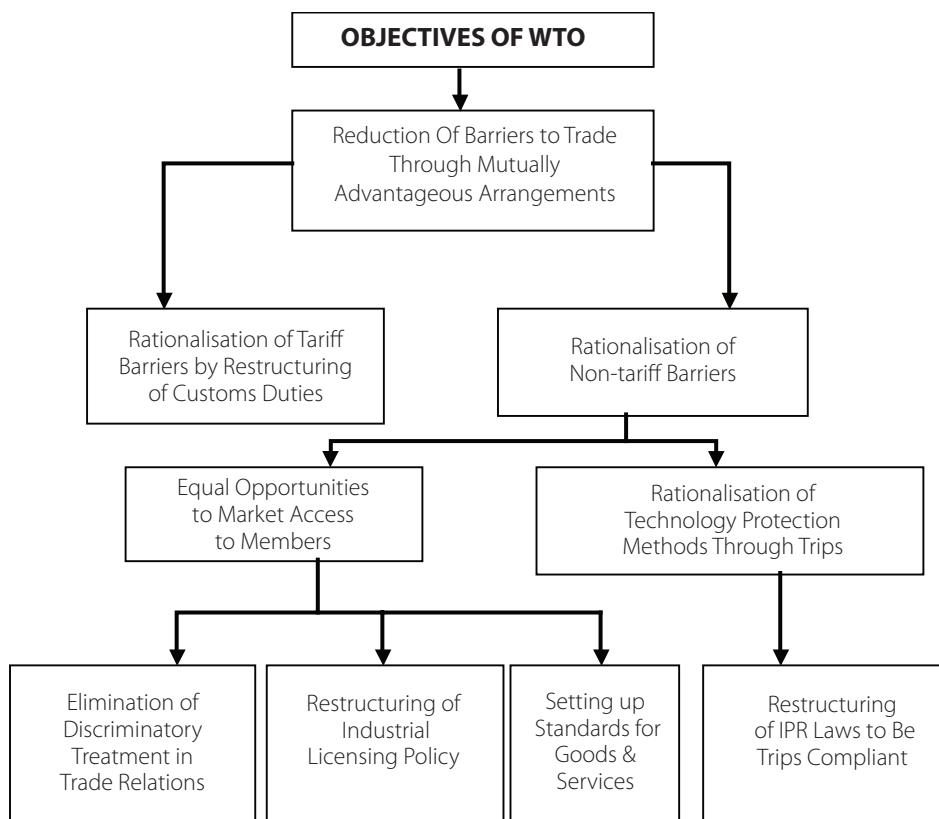 OBJECTIVES OF WTO
Reduction Of Barriers to Trade
Through Mutually
Advantageous Arrangements
Rationalisation of Tariff
Barriers by Restructuring
of Customs Duties
Rationalisation of
Non-tariff Barriers
Equal Opportunities
to Market Access
to Members
Rationalisation of
Technology Protection
Methods Through Trips
Elimination of
Discriminatory
Treatment in
Trade Relations
Restructuring of
Industrial
Licensing Policy
Setting up
Standards for
Goods &
Services
Restructuring
of IPR Laws to Be
Trips Compliant